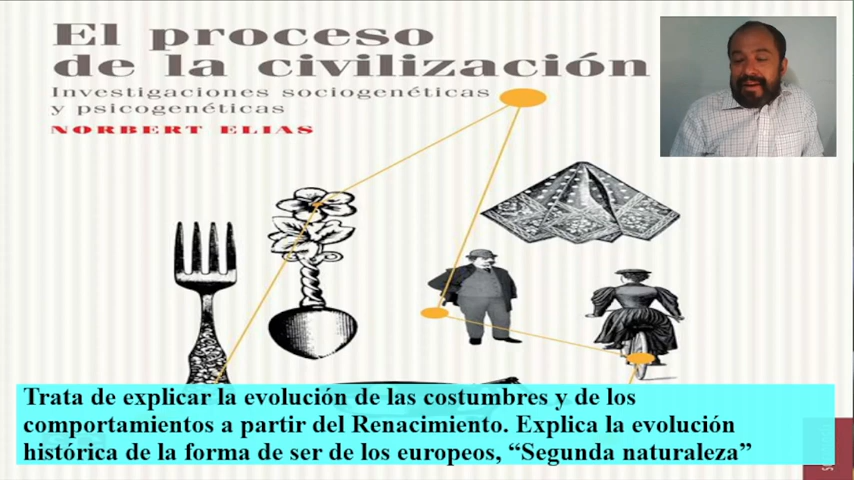 El proceso
de la civilización
Investigaciones sociogenéticas
y psicogenéticas
NORBERT ELIAS
Trata de explicar la evolución de las costumbres y de los
comportamientos a partir del Renacimiento. Explica la evolución
histórica de la forma de ser de los europeos, “Segunda naturaleza”